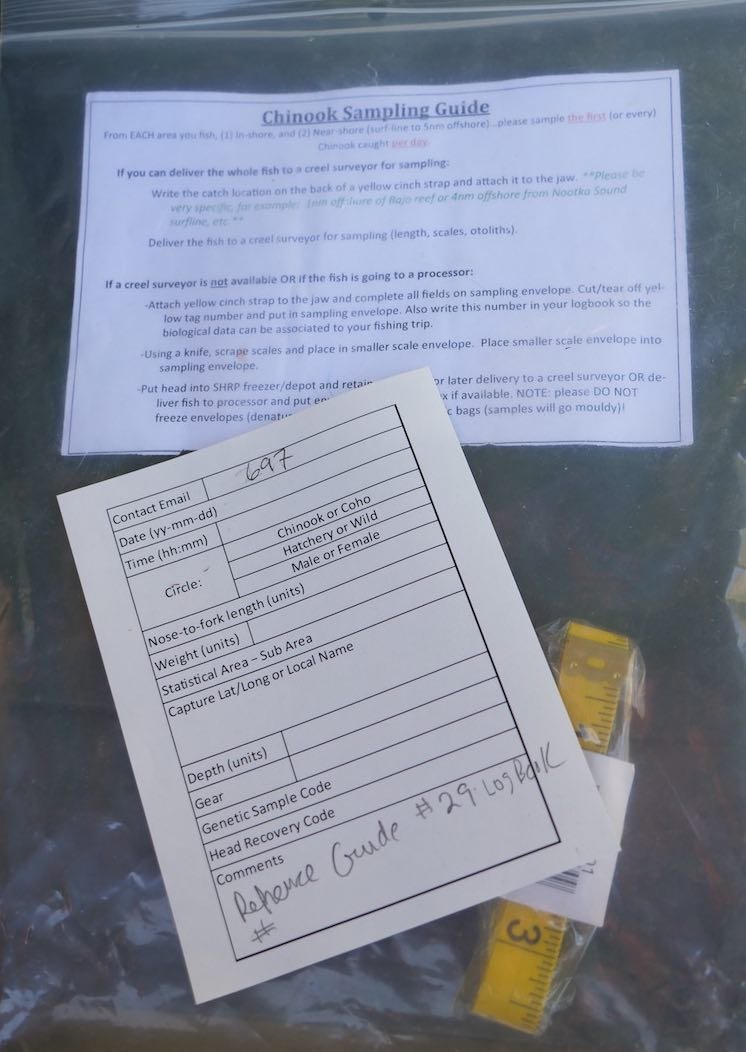 Chinook Sampling Guide
From EACH area you fish, (1) In-shore, and (2) Near-shore (surf-line to 5nm offshore)...please sample the first (or every)
Chinook caught per day.
If you can deliver the whole fish to a creel surveyor for sampling:
Write the catch location on the back of a yellow cinch strap and attach it to the jaw. **Please be
very specific, for example: 1nm offshore of Bajo reef or 4nm offshore from Nootka Sound
surfline, etc.**
Deliver the fish to a creel surveyor for sampling (length, scales, otoliths).
If a creel surveyor is not available OR if the fish is going to a processor:
-Attach yellow cinch strap to the jaw and complete all fields on sampling envelope. Cut/tear off yel-
low tag number and put in sampling envelope. Also write this number in your logbook so the
biological data can be associated to your fishing trip.
-Using a knife, scrape scales and place in smaller scale envelope. Place smaller scale envelope into
sampling envelope.
-Put head into SHRP freezer/depot and retain or later delivery to a creel surveyor OR de-
liver fish to processor and put en x if available. NOTE: please DO NOT
freeze envelopes (denatu c bags (samples will go mouldy)!
Contact Email 697
Date (yy-mm-dd)
Time (hh:mm)
Circle:
Chinook or Coho
Hatchery or Wild
Male or Female
Nose-to-fork length (units)
Weight (units)
Statistical Area – Sub Area
Capture Lat/Long or Local Name
Depth (units)
Gear
Genetic Sample Code
Head Recovery Code
Comments
Refrence Guide #29. LogBook
#
3